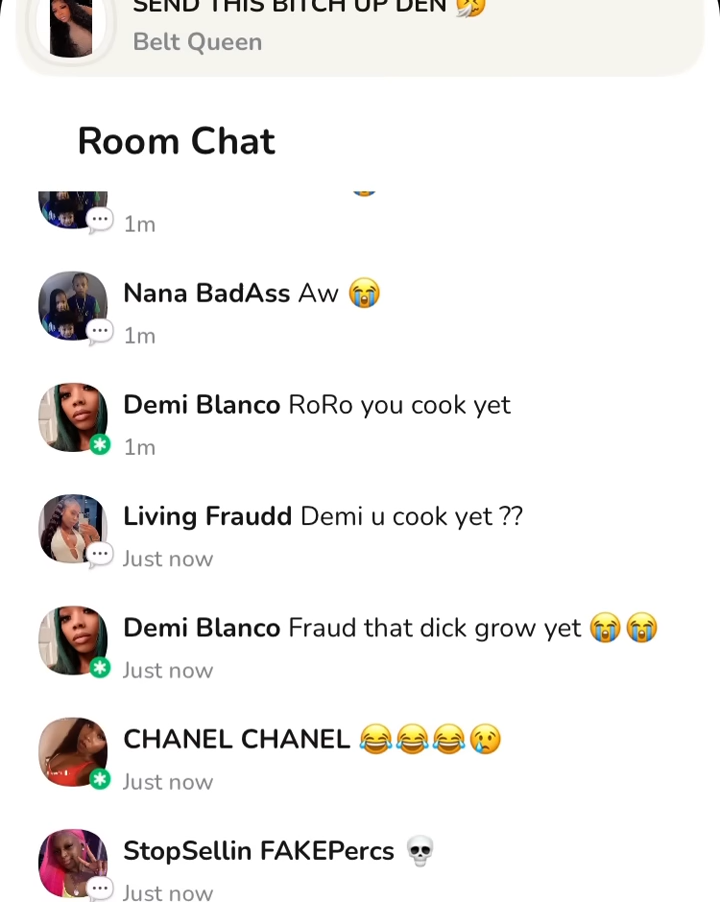 SEND THIS BITCH UP DEN 🤧
Belt Queen
Room Chat
1m
Nana BadAss Aw 😭
1m
Demi Blanco RoRo you cook yet
1m
Living Fraudd Demi u cook yet ??
Just now
Demi Blanco Fraud that dick grow yet 😭😭
Just now
CHANEL CHANEL 😂😂😂😢
Just now
StopSellin FAKEPercs 💀
Just now